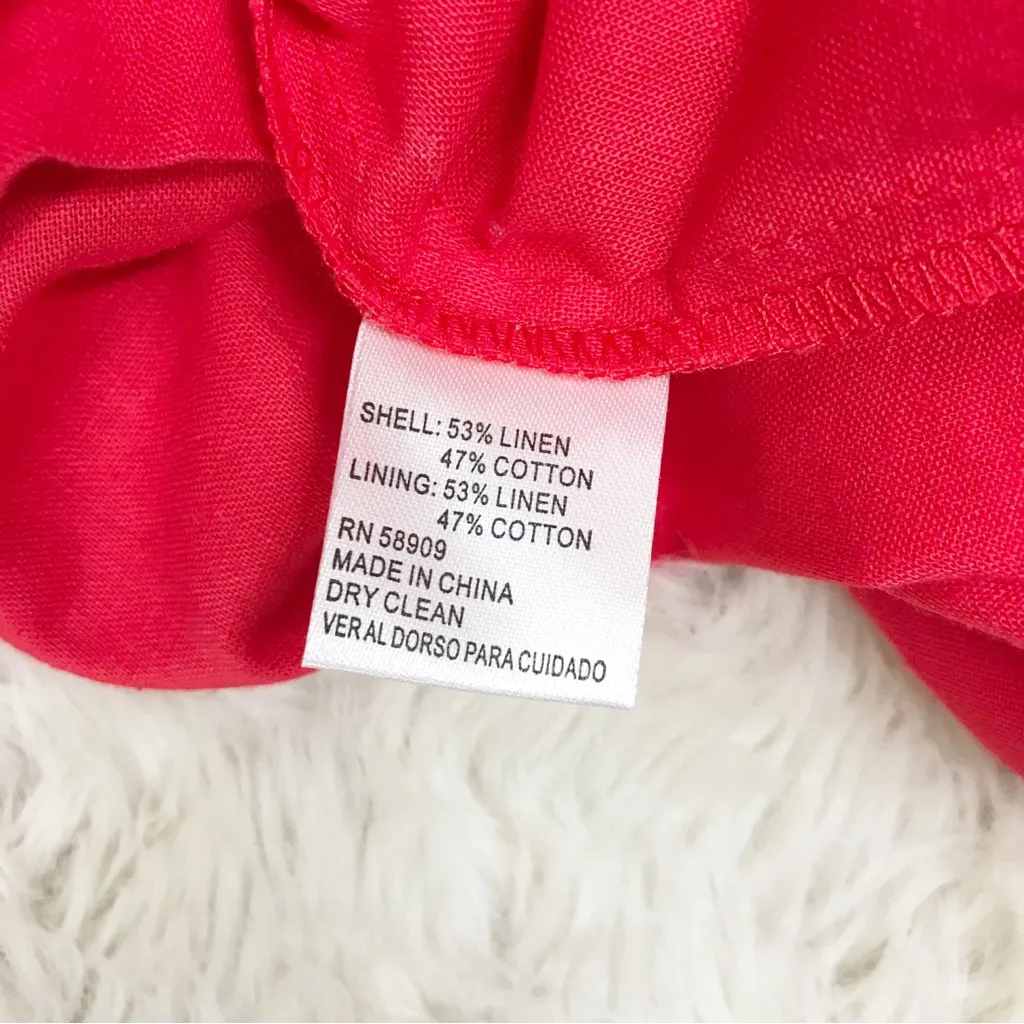 SHELL: 53% LINEN
47% COTTON
LINING: 53% LINEN
47% COTTON
RN 58909
MADE IN CHINA
DRY CLEAN
VER AL DORSO PARA CUIDADO